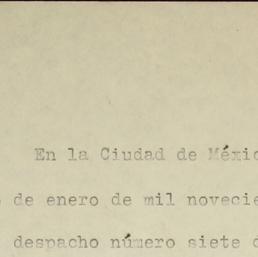 En la Ciudad de Méxic
de enero de mil novecie
despacho número siete d